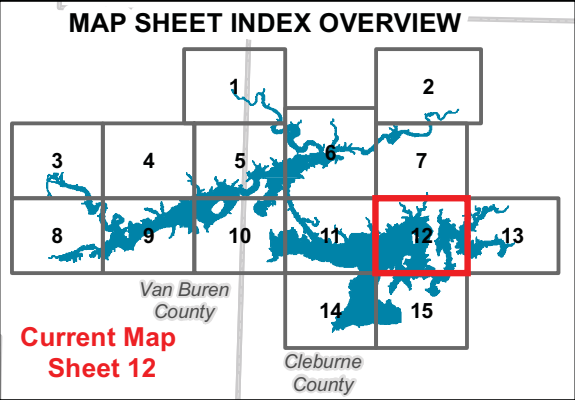 MAP SHEET INDEX OVERVIEW
1
2
3
4
5
6
7
8
9
10
11
12
13
Van Buren
County
14
15
Current Map
Sheet 12
Cleburne
County